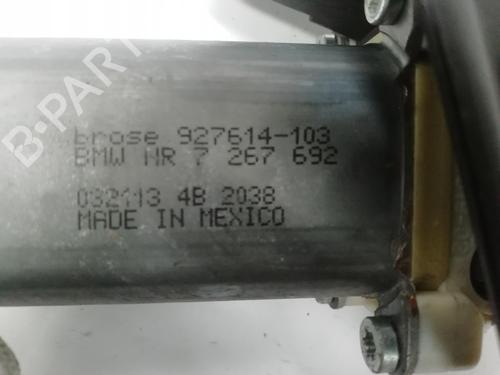 B-PARTS
brose 927614-103
BMW NR 7 267 692
032113 4B 2038
MADE IN MEXICO